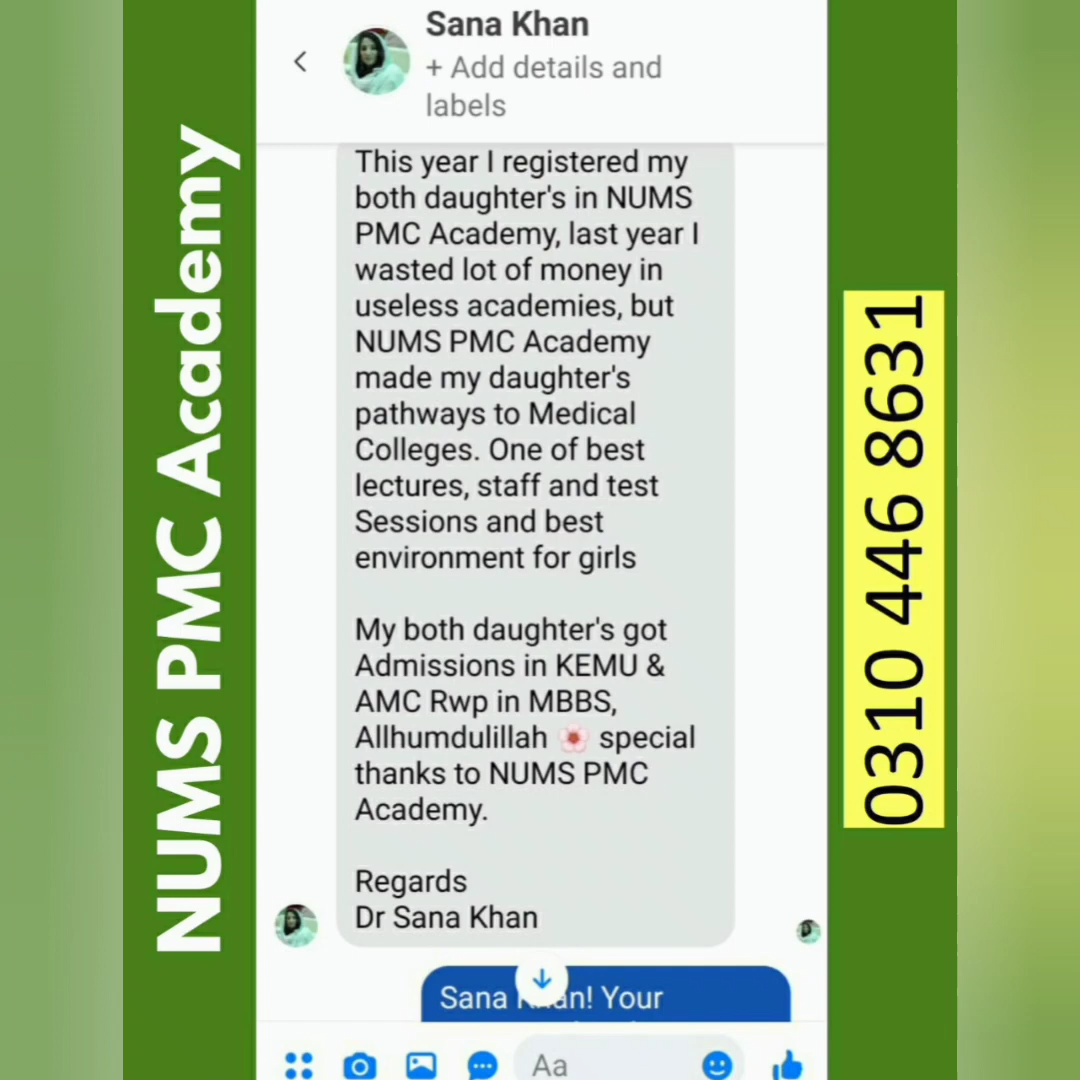 NUMS PMC Academy
Sana Khan
+ Add details and
labels
This year I registered my
both daughter's in NUMS
PMC Academy, last year I
wasted lot of money in
useless academies, but
NUMS PMC Academy
made my daughter's
pathways to Medical
Colleges. One of best
lectures, staff and test
Sessions and best
environment for girls
My both daughter's got
Admissions in KEMU &
AMC Rwp in MBBS,
Allhumdulillah 🌸 special
thanks to NUMS PMC
Academy.
Regards
Dr Sana Khan
Sana Khan! Your
Aa
0310 446 8631